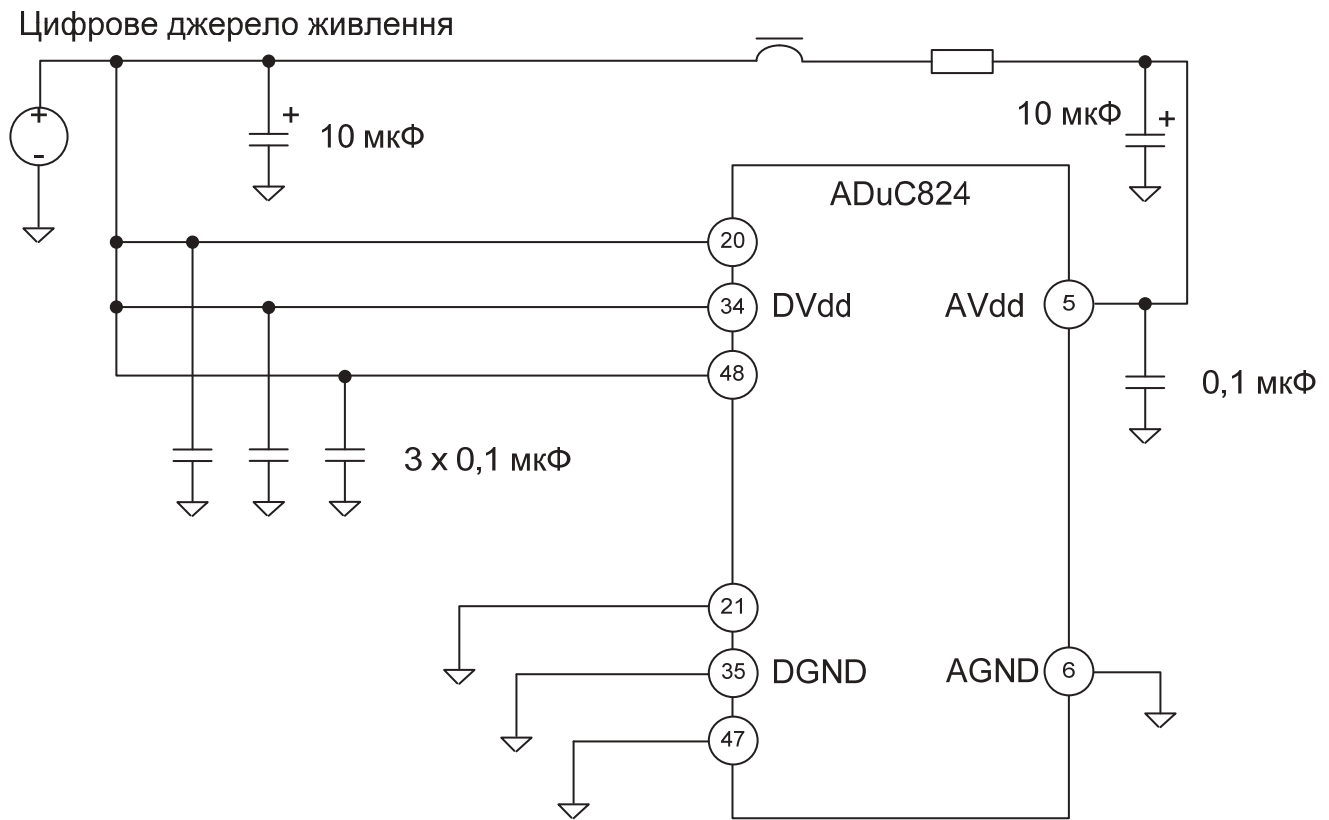 Цифрове джерело живлення
+
-
+
10 мкФ
10 мкФ
+
ADuC824
20
34
DVdd
AVdd
5
48
0,1 мкФ
3 x 0,1 мкФ
21
35
DGND
AGND
6
47